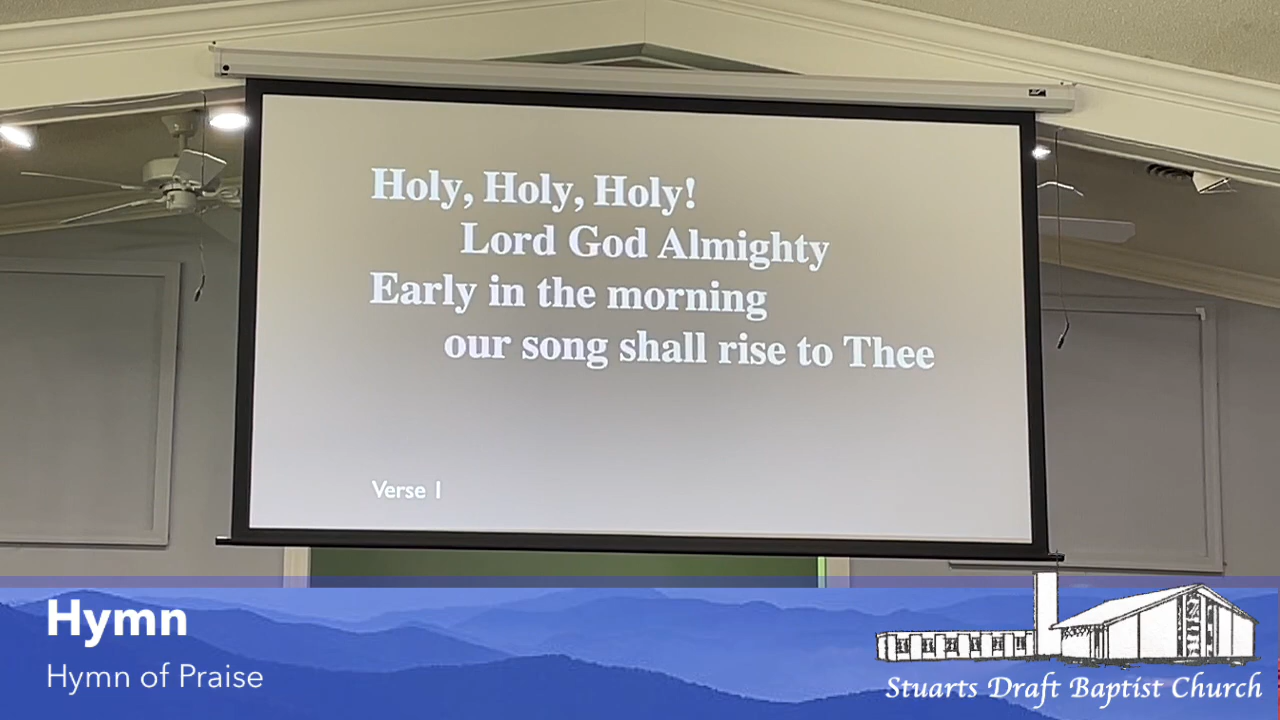 Holy, Holy, Holy!
Lord God Almighty
Early in the morning
our song shall rise to Thee
Verse 1
Hymn
Hymn of Praise
Stuarts Draft Baptist Church